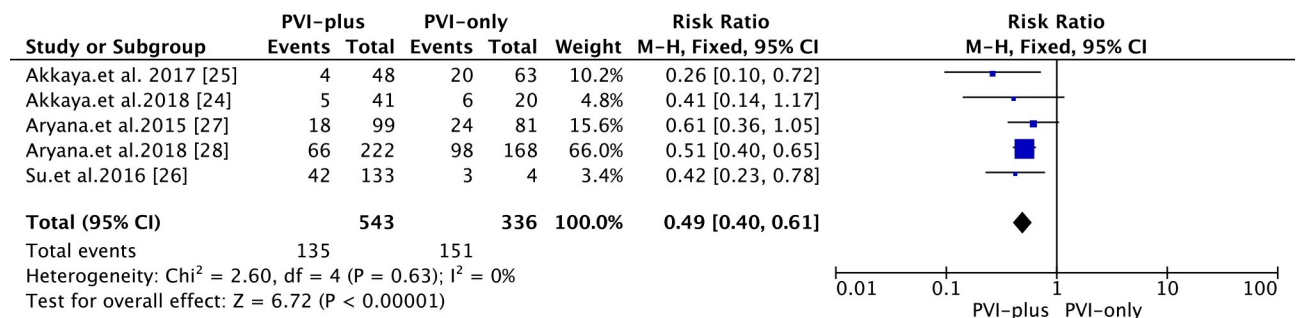 PVI-plus PVI-only Risk Ratio Risk Ratio
Study or Subgroup Events Total Events Total Weight M-H, Fixed, 95% CI M-H, Fixed, 95% CI
Akkaya.et al. 2017 [25] 4 48 20 63 10.2% 0.26 [0.10, 0.72]
Akkaya.et al.2018 [24] 5 41 6 20 4.8% 0.41 [0.14, 1.17]
Aryana.et al.2015 [27] 18 99 24 81 15.6% 0.61 [0.36, 1.05]
Aryana.et.al.2018 [28] 66 222 98 168 66.0% 0.51 [0.40, 0.65]
Su.et al.2016 [26] 42 133 3 4 3.4% 0.42 [0.23, 0.78]
Total (95% CI) 543 336 100.0% 0.49 [0.40, 0.61]
Total events 135 151
Heterogeneity: Chi² = 2.60, df = 4 (P = 0.63); I² = 0%
Test for overall effect: Z = 6.72 (P < 0.00001)
0.01 0.1 1 10 100
PVI-plus PVI-only